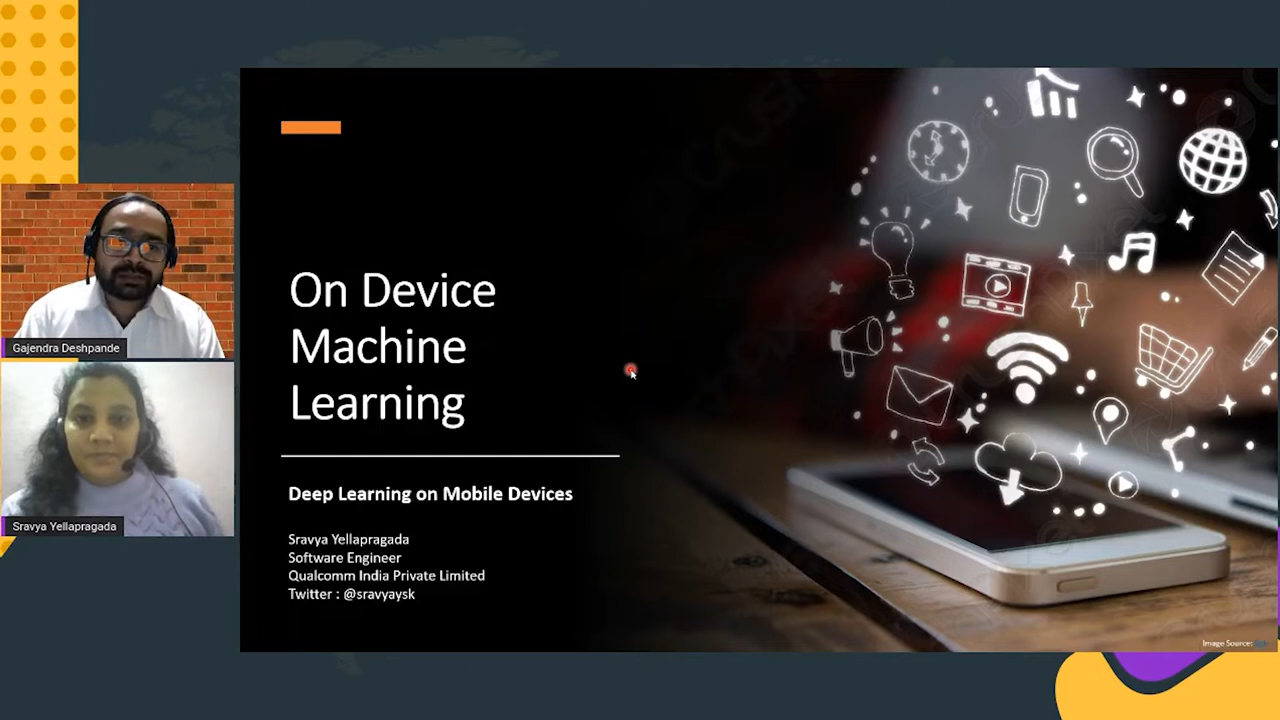 On Device
Machine
Learning
Deep Learning on Mobile Devices
Sravya Yellapragada
Software Engineer
Qualcomm India Private Limited
Twitter : @sravyaysk
Gajendra Deshpande
Sravya Yellapragada
Image Source: